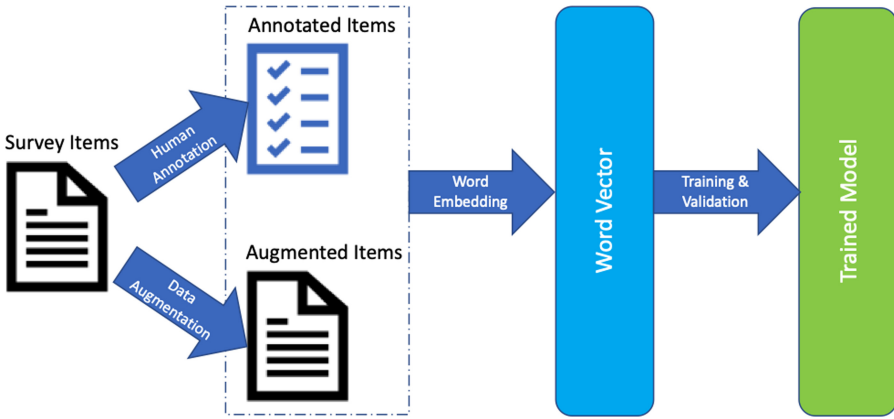 Annotated Items
Survey Items
Human
Annotation
Data
Augmentation
Augmented Items
Word
Embedding
Word Vector
Training &
Validation
Trained Model